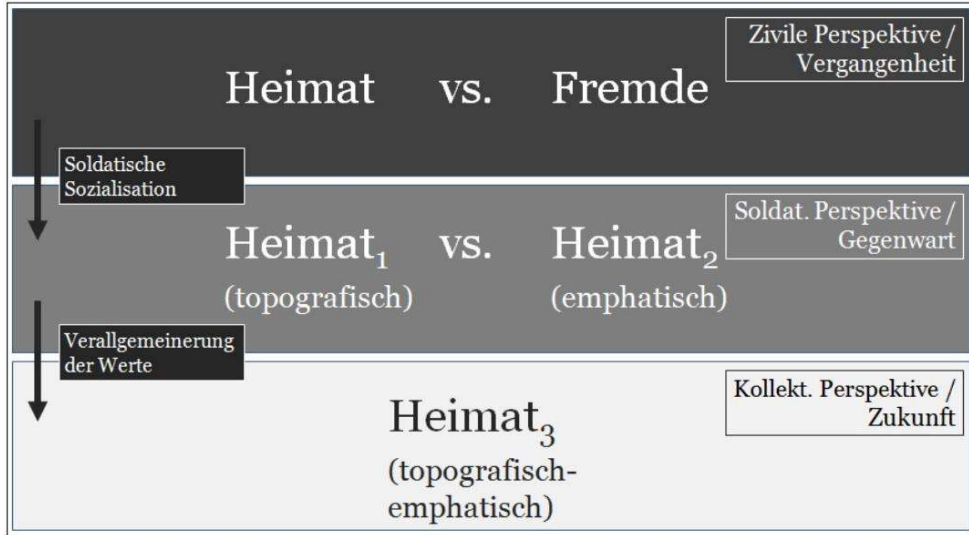 Zivile Perspektive /
Vergangenheit
Heimat vs. Fremde
Soldatische
Sozialisation
Soldat. Perspektive /
Gegenwart
Heimat₁ vs. Heimat₂
(topografisch) (emphatisch)
Verallgemeinerung
der Werte
Kollekt. Perspektive /
Zukunft
Heimat₃
(topografisch-
emphatisch)